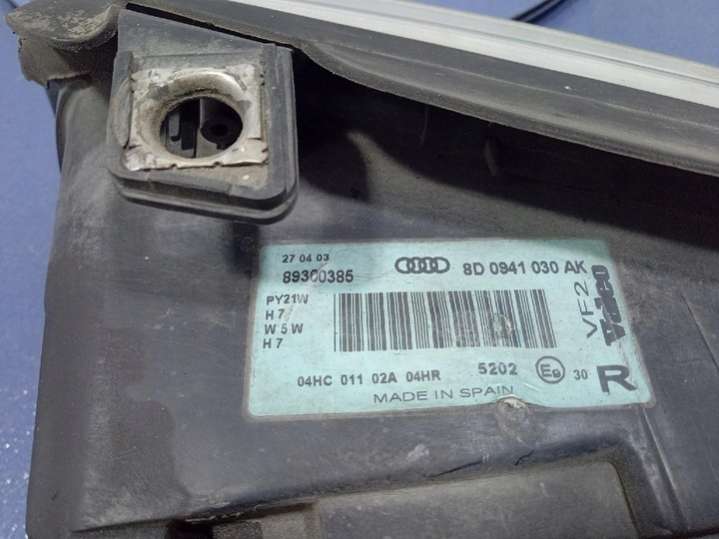 27 04 03
89300385
8D 0941 030 AK
PY21W
H 7
W 5 W
H 7
VF2
Valeo
04HC 011 02A 04HR
5202
E9
30
R
MADE IN SPAIN